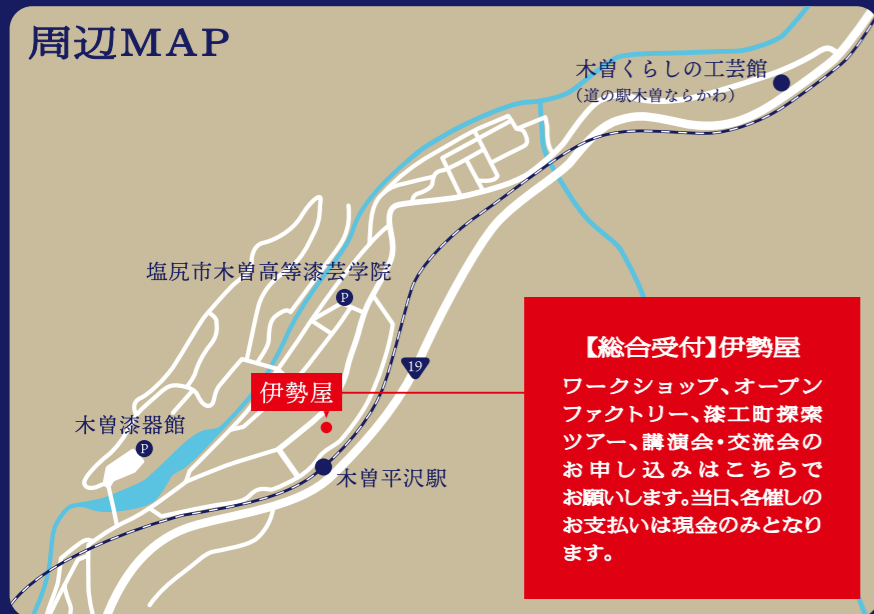 周辺MAP
木曽くらしの工芸館
(道の駅木曽ならかわ)
塩尻市木曽高等漆芸学院
P
19
伊勢屋
木曽漆器館
P
木曽平沢駅
【総合受付】伊勢屋
ワークショップ、オープン
ファクトリー、漆工町探索
ツアー、講演会・交流会の
お申し込みはこちらで
お願いします。当日、各催しの
お支払いは現金のみとなり
ます。